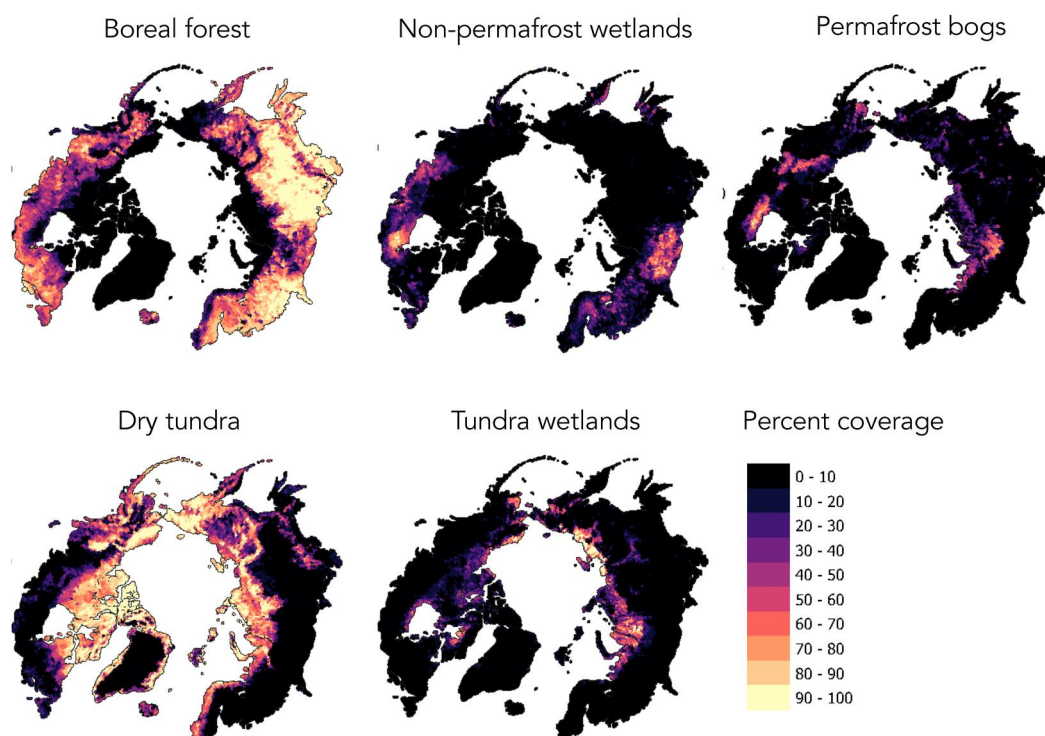 Boreal forest
Non-permafrost wetlands
Permafrost bogs
Dry tundra
Tundra wetlands
Percent coverage
0 - 10
10 - 20
20 - 30
30 - 40
40 - 50
50 - 60
60 - 70
70 - 80
80 - 90
90 - 100